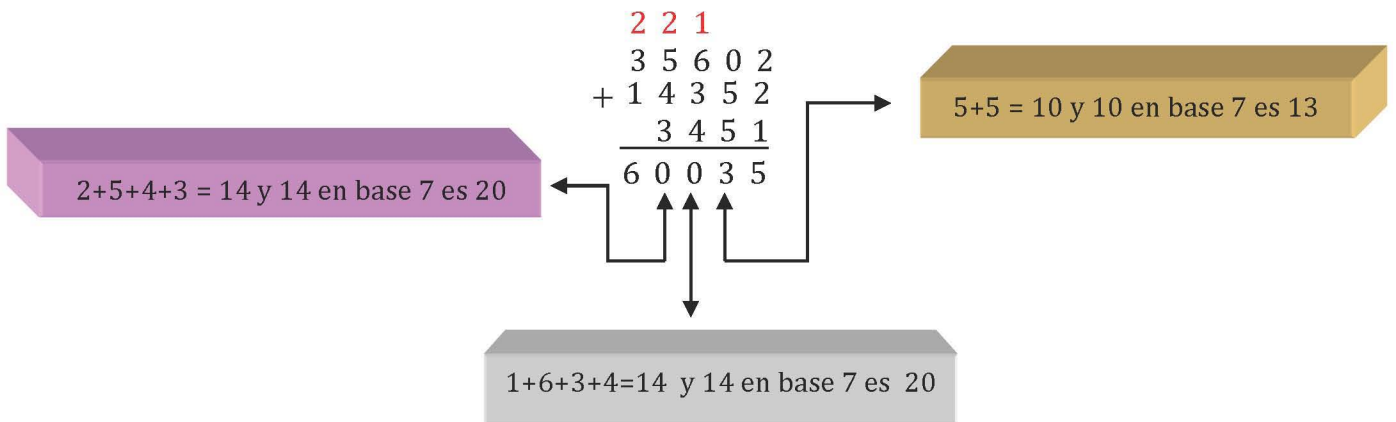 2 2 1
3 5 6 0 2
+ 1 4 3 5 2
3 4 5 1
6 0 0 3 5
5+5 = 10 y 10 en base 7 es 13
2+5+4+3 = 14 y 14 en base 7 es 20
1+6+3+4=14 y 14 en base 7 es 20